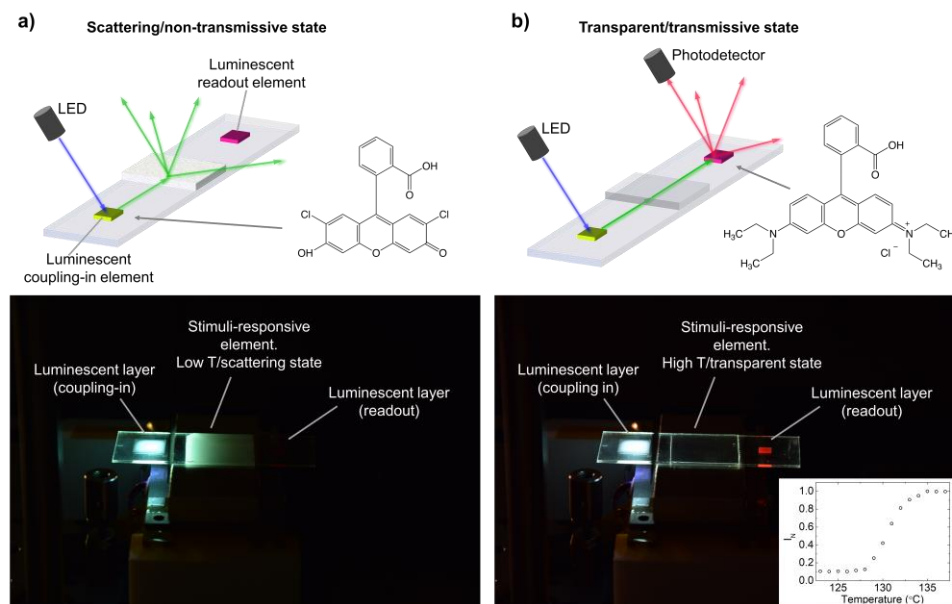 a)
Scattering/non-transmissive state
Luminescent
readout element
LED
OH
O
Cl
Cl
OH
O
O
Luminescent
coupling-in element
b)
Transparent/transmissive state
Photodetector
LED
OH
O
H₃C
N
O
N⁺
CH₃
Cl⁻
CH₃
CH₃
Stimuli-responsive
element.
Low T/scattering state
Luminescent layer
(coupling-in)
Luminescent layer
(readout)
Stimuli-responsive
element.
High T/transparent state
Luminescent layer
(coupling in)
Luminescent layer
(readout)
1.0
0.8
0.6
0.4
0.2
0.0
I_N
125 130 135
Temperature (°C)